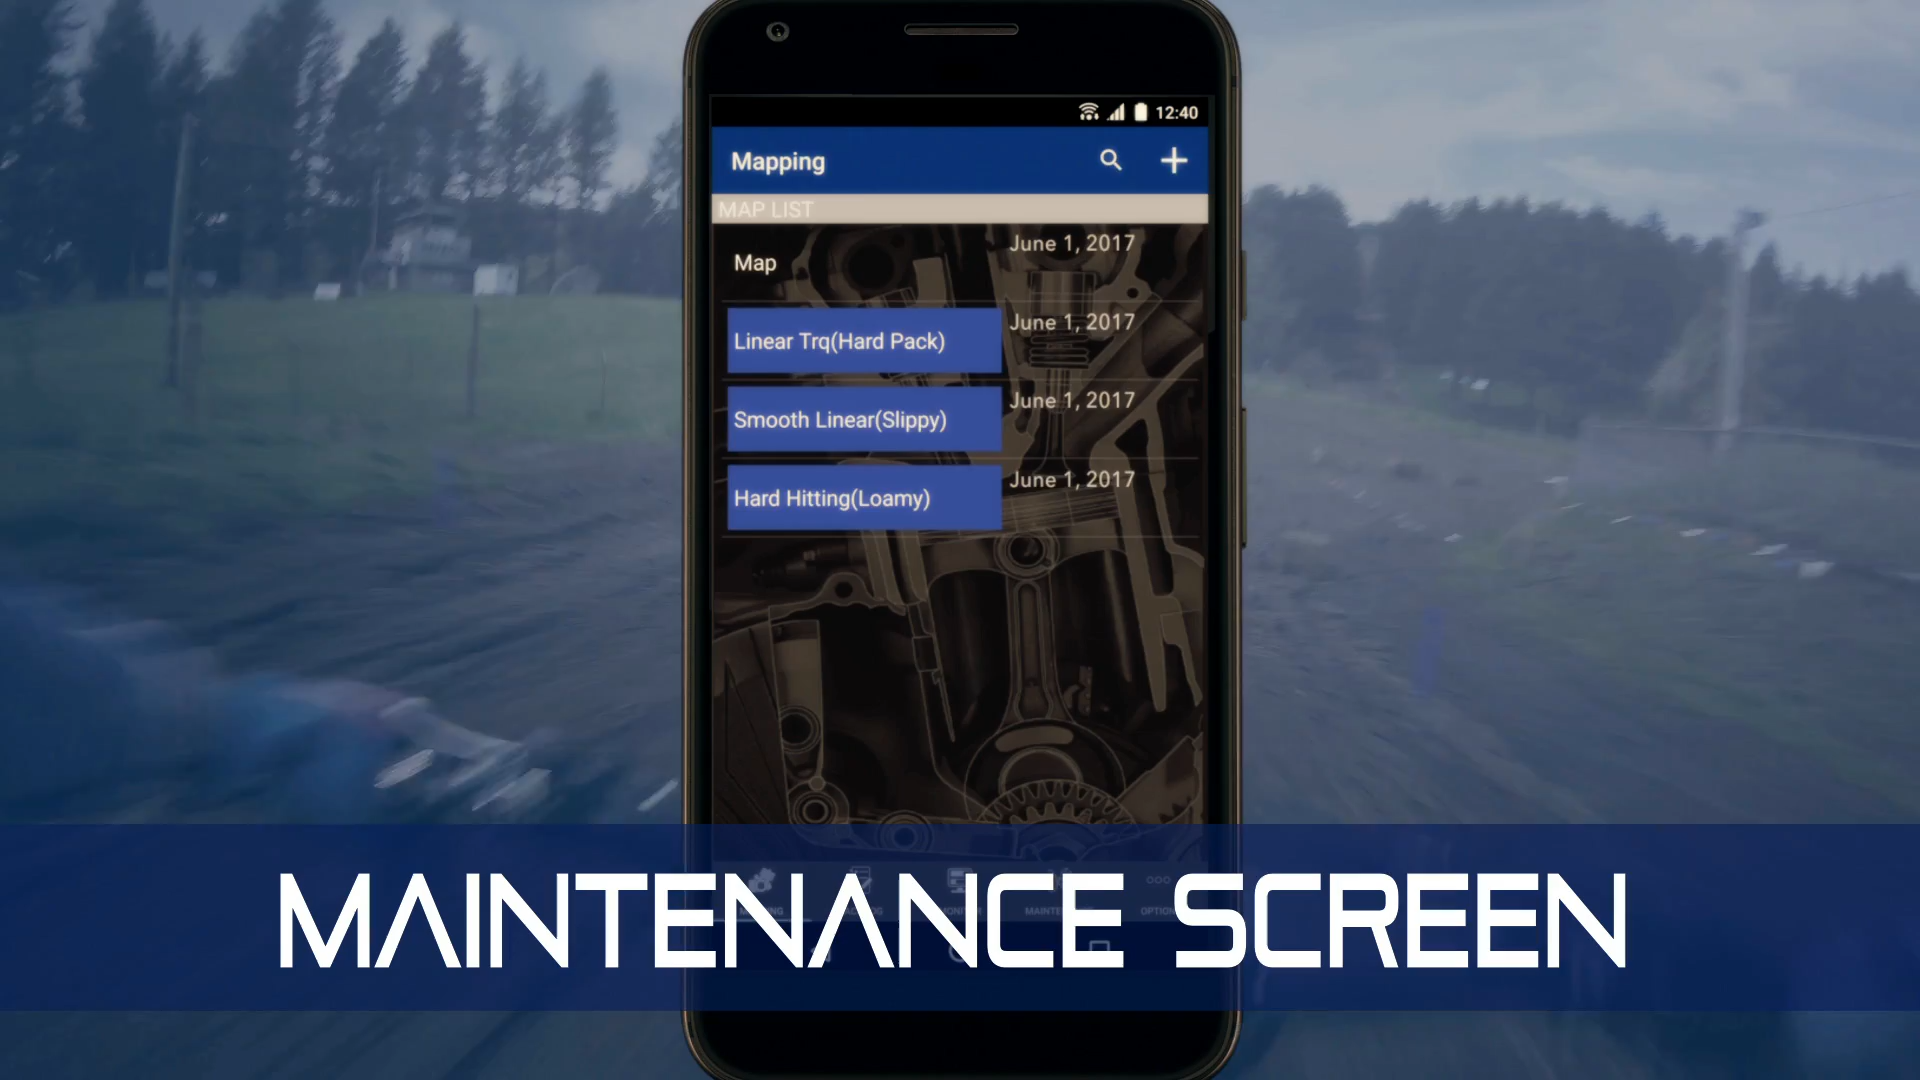 12:40
Mapping
MAP LIST
June 1, 2017
Map
June 1, 2017
Linear Trq(Hard Pack)
June 1, 2017
Smooth Linear(Slippy)
June 1, 2017
Hard Hitting(Loamy)
MAINTENANCE SCREEN